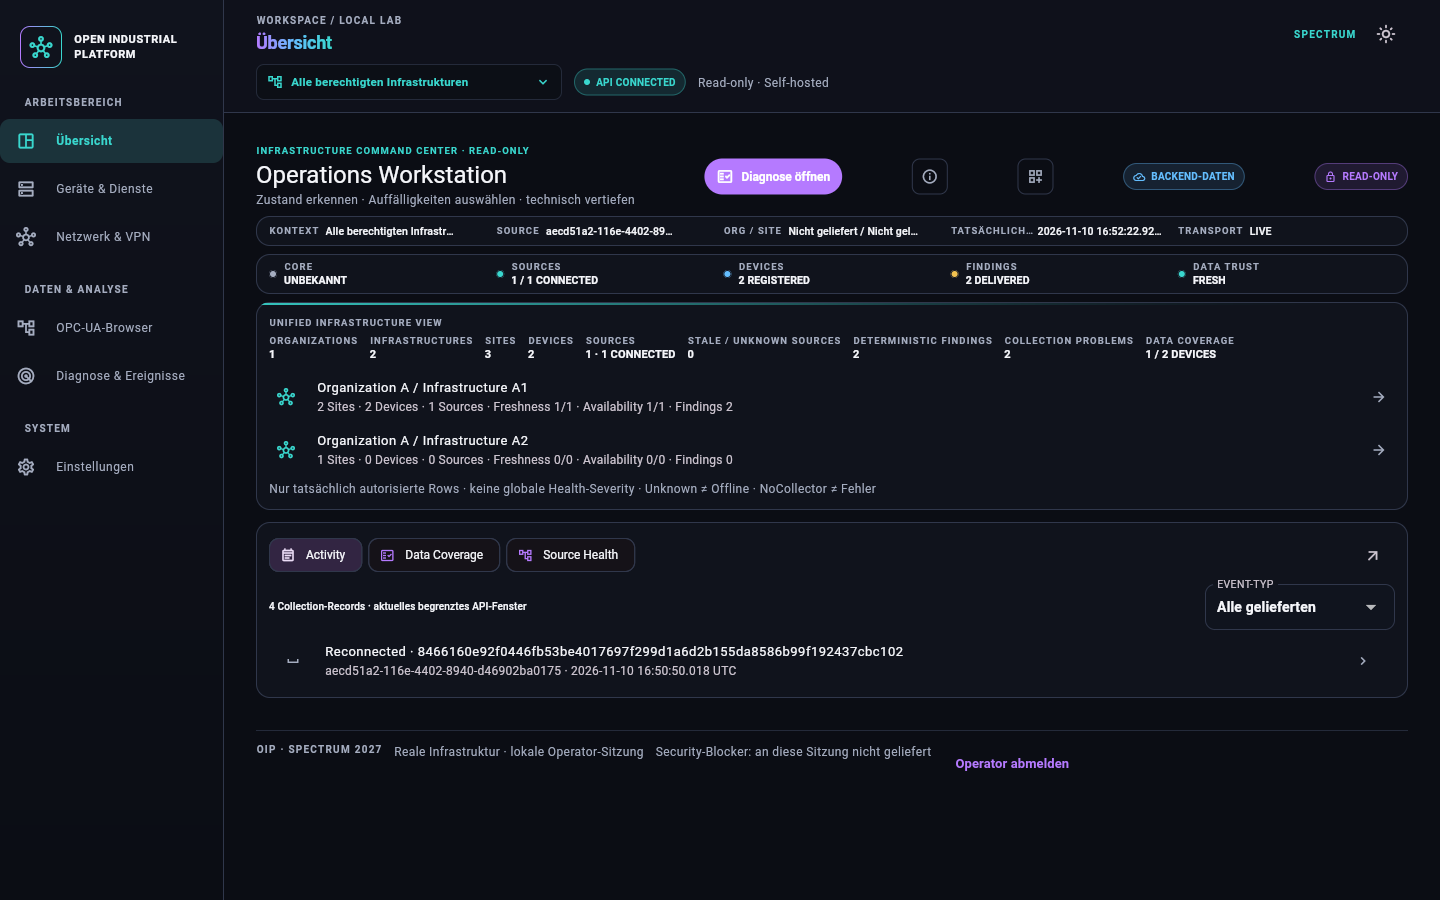 OPEN INDUSTRIAL
PLATFORM
ARBEITSBEREICH
Übersicht
Geräte & Dienste
Netzwerk & VPN
DATEN & ANALYSE
OPC-UA-Browser
Diagnose & Ereignisse
SYSTEM
Einstellungen
WORKSPACE / LOCAL LAB
Übersicht
SPECTRUM
Alle berechtigten Infrastrukturen
API CONNECTED
Read-only · Self-hosted
INFRASTRUCTURE COMMAND CENTER · READ-ONLY
Operations Workstation
Zustand erkennen · Auffälligkeiten auswählen · technisch vertiefen
Diagnose öffnen
BACKEND-DATEN
READ-ONLY
KONTEXT Alle berechtigten Infrastr…
SOURCE aecd51a2-116e-4402-89…
ORG / SITE Nicht geliefert / Nicht gel…
TATSÄCHLICH… 2026-11-10 16:52:22.92…
TRANSPORT LIVE
CORE
UNBEKANNT
SOURCES
1 / 1 CONNECTED
DEVICES
2 REGISTERED
FINDINGS
2 DELIVERED
DATA TRUST
FRESH
UNIFIED INFRASTRUCTURE VIEW
ORGANIZATIONS
1
INFRASTRUCTURES
2
SITES
3
DEVICES
2
SOURCES
1 · 1 CONNECTED
STALE / UNKNOWN SOURCES
0
DETERMINISTIC FINDINGS
2
COLLECTION PROBLEMS
2
DATA COVERAGE
1 / 2 DEVICES
Organization A / Infrastructure A1
2 Sites · 2 Devices · 1 Sources · Freshness 1/1 · Availability 1/1 · Findings 2
Organization A / Infrastructure A2
1 Sites · 0 Devices · 0 Sources · Freshness 0/0 · Availability 0/0 · Findings 0
Nur tatsächlich autorisierte Rows · keine globale Health-Severity · Unknown ≠ Offline · NoCollector ≠ Fehler
Activity
Data Coverage
Source Health
4 Collection-Records · aktuelles begrenztes API-Fenster
EVENT-TYP
Alle gelieferten
Reconnected · 8466160e92f0446fb53be4017697f299d1a6d2b155da8586b99f192437cbc102
aecd51a2-116e-4402-8940-d46902ba0175 · 2026-11-10 16:50:50.018 UTC
OIP · SPECTRUM 2027
Reale Infrastruktur · lokale Operator-Sitzung
Security-Blocker: an diese Sitzung nicht geliefert
Operator abmelden